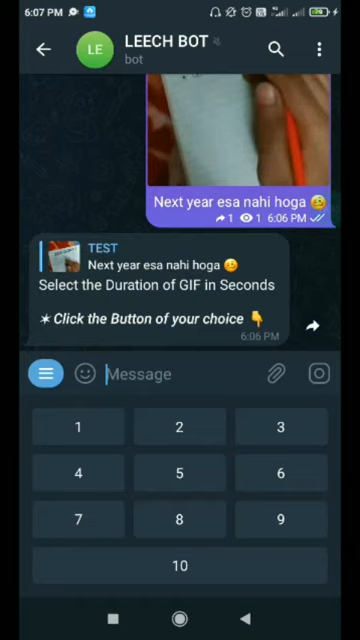 6:07 PM
LE
LEECH BOT
bot
Next year esa nahi hoga 🥴
1 1 6:06 PM
TEST
Next year esa nahi hoga 🥴
Select the Duration of GIF in Seconds
✶ Click the Button of your choice 👇
6:06 PM
Message
1 2 3
4 5 6
7 8 9
10